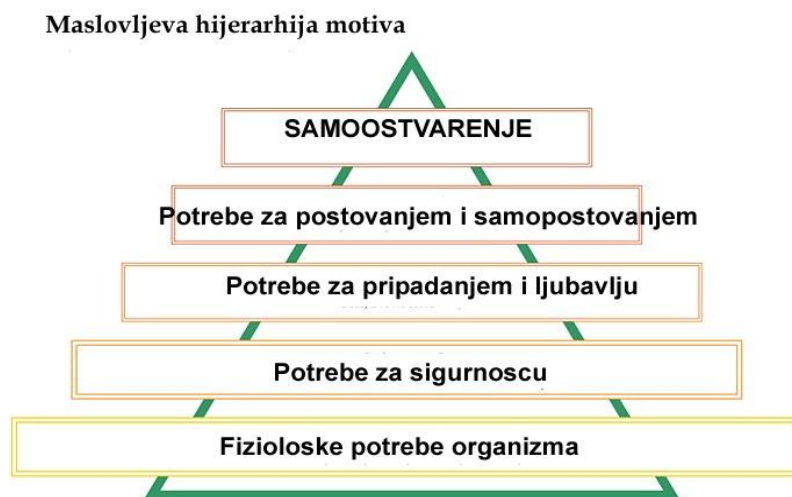 Maslovljeva hijerarhija motiva
SAMOOSTVARENJE
Potrebe za postovanjem i samopostovanjem
Potrebe za pripadanjem i ljubavlju
Potrebe za sigurnoscu
Fizioloske potrebe organizma